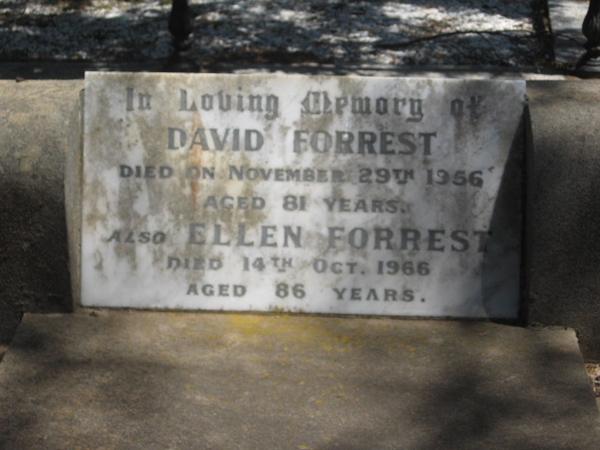 In Loving Memory of
DAVID FORREST
DIED ON NOVEMBER 29TH 1956
AGED 81 YEARS.
ALSO ELLEN FORREST
DIED 14TH OCT. 1966
AGED 86 YEARS.